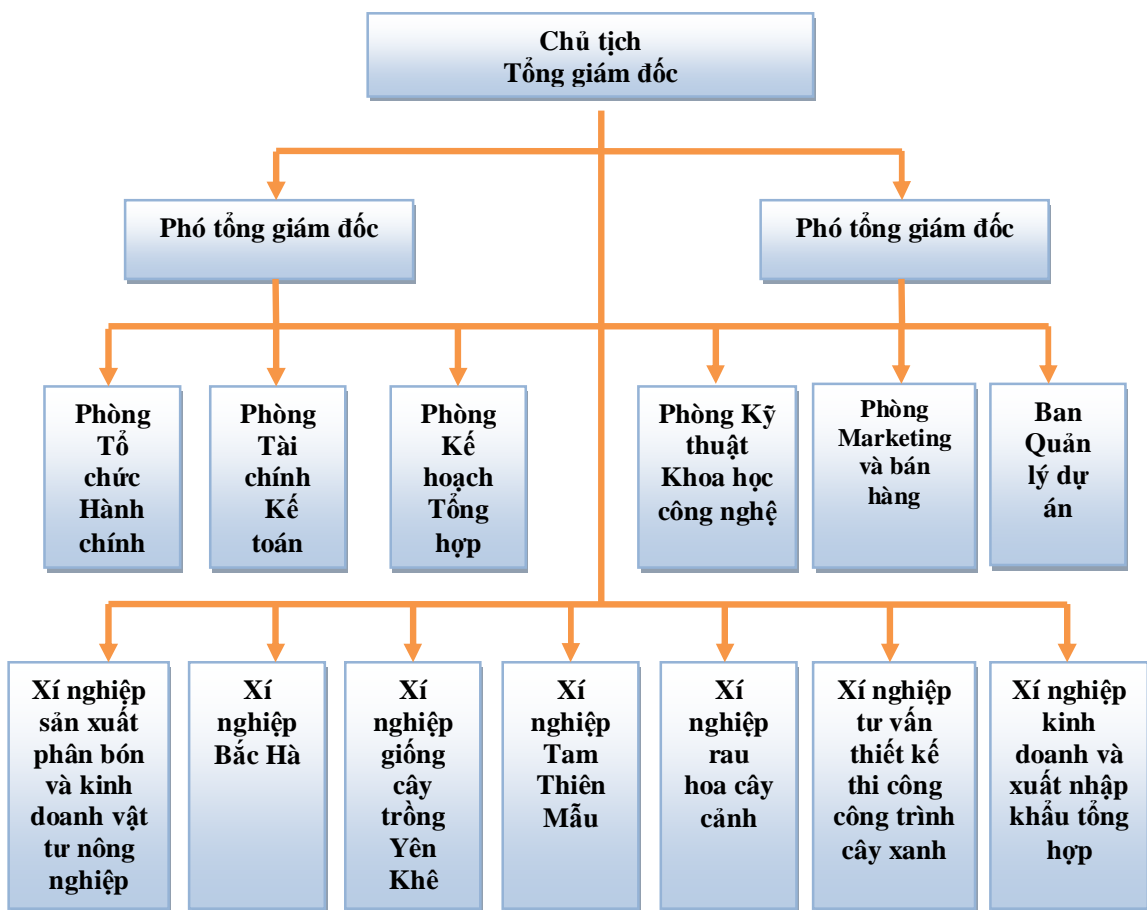 Chủ tịch
Tổng giám đốc
Phó tổng giám đốc
Phó tổng giám đốc
Phòng
Tổ
chức
Hành
chính
Phòng
Tài
chính
Kế
toán
Phòng
Kế
hoạch
Tổng
hợp
Phòng Kỹ
thuật
Khoa học
công nghệ
Phòng
Marketing
và bán
hàng
Ban
Quản
lý dự
án
Xí nghiệp
sản xuất
phân bón
và kinh
doanh vật
tư nông
nghiệp
Xí
nghiệp
Bắc Hà
Xí
nghiệp
giống
cây
trồng
Yên
Khê
Xí
nghiệp
Tam
Thiên
Mẫu
Xí
nghiệp
rau
hoa cây
cảnh
Xí nghiệp
tư vấn
thiết kế
thi công
công trình
cây xanh
Xí nghiệp
kinh
doanh và
xuất nhập
khẩu tổng
hợp